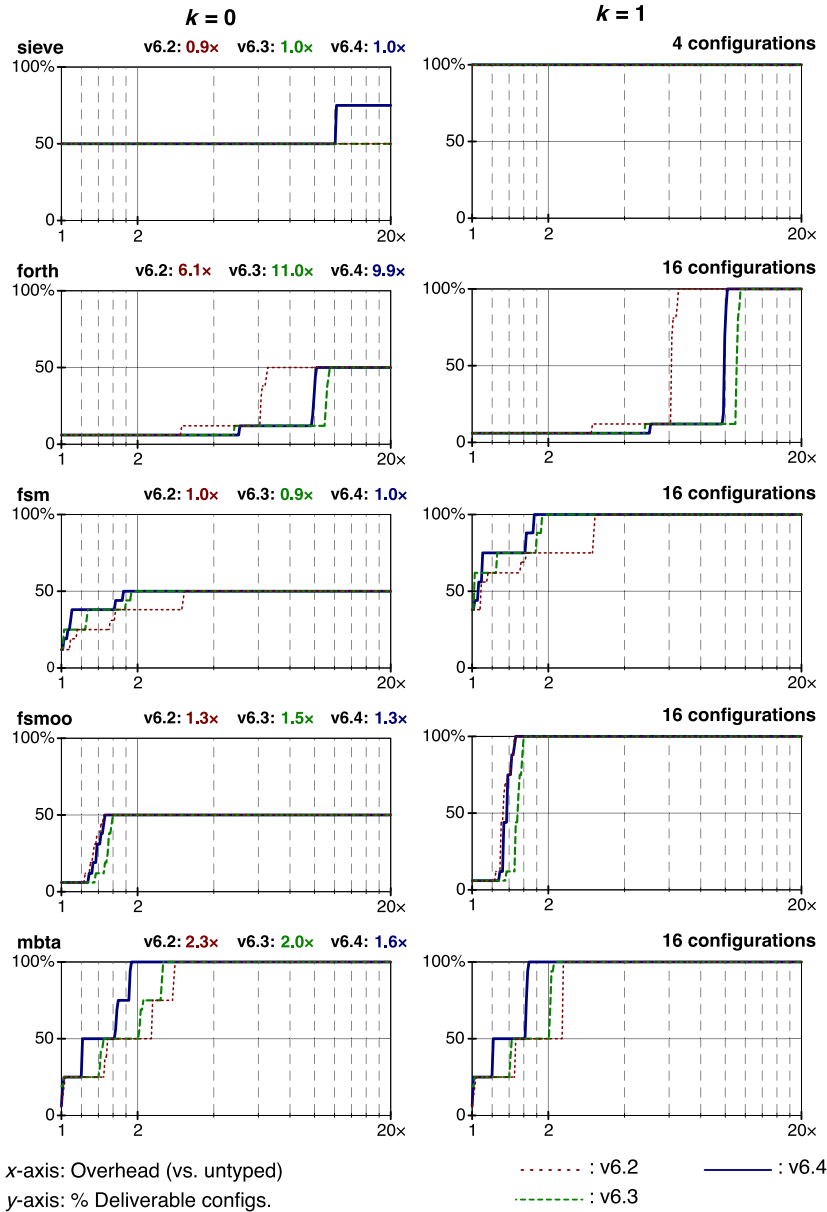 k = 0
k = 1
sieve v6.2: 0.9× v6.3: 1.0× v6.4: 1.0×
4 configurations
100%
50
0
1 2 20×
100%
50
0
1 2 20×
forth v6.2: 6.1× v6.3: 11.0× v6.4: 9.9×
16 configurations
100%
50
0
1 2 20×
100%
50
0
1 2 20×
fsm v6.2: 1.0× v6.3: 0.9× v6.4: 1.0×
16 configurations
100%
50
0
1 2 20×
100%
50
0
1 2 20×
fsmoo v6.2: 1.3× v6.3: 1.5× v6.4: 1.3×
16 configurations
100%
50
0
1 2 20×
100%
50
0
1 2 20×
mbta v6.2: 2.3× v6.3: 2.0× v6.4: 1.6×
16 configurations
100%
50
0
1 2 20×
100%
50
0
1 2 20×
x-axis: Overhead (vs. untyped)
y-axis: % Deliverable configs.
: v6.2
: v6.4
: v6.3